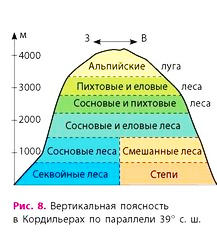 м
З В
4000
Альпийские луга
Пихтовые и еловые леса
3000
Сосновые и пихтовые леса
2000
Сосновые и еловые леса
1000
Сосновые леса Смешанные леса
Секвойные леса Степи
Рис. 8. Вертикальная поясность
в Кордильерах по параллели 39° с. ш.